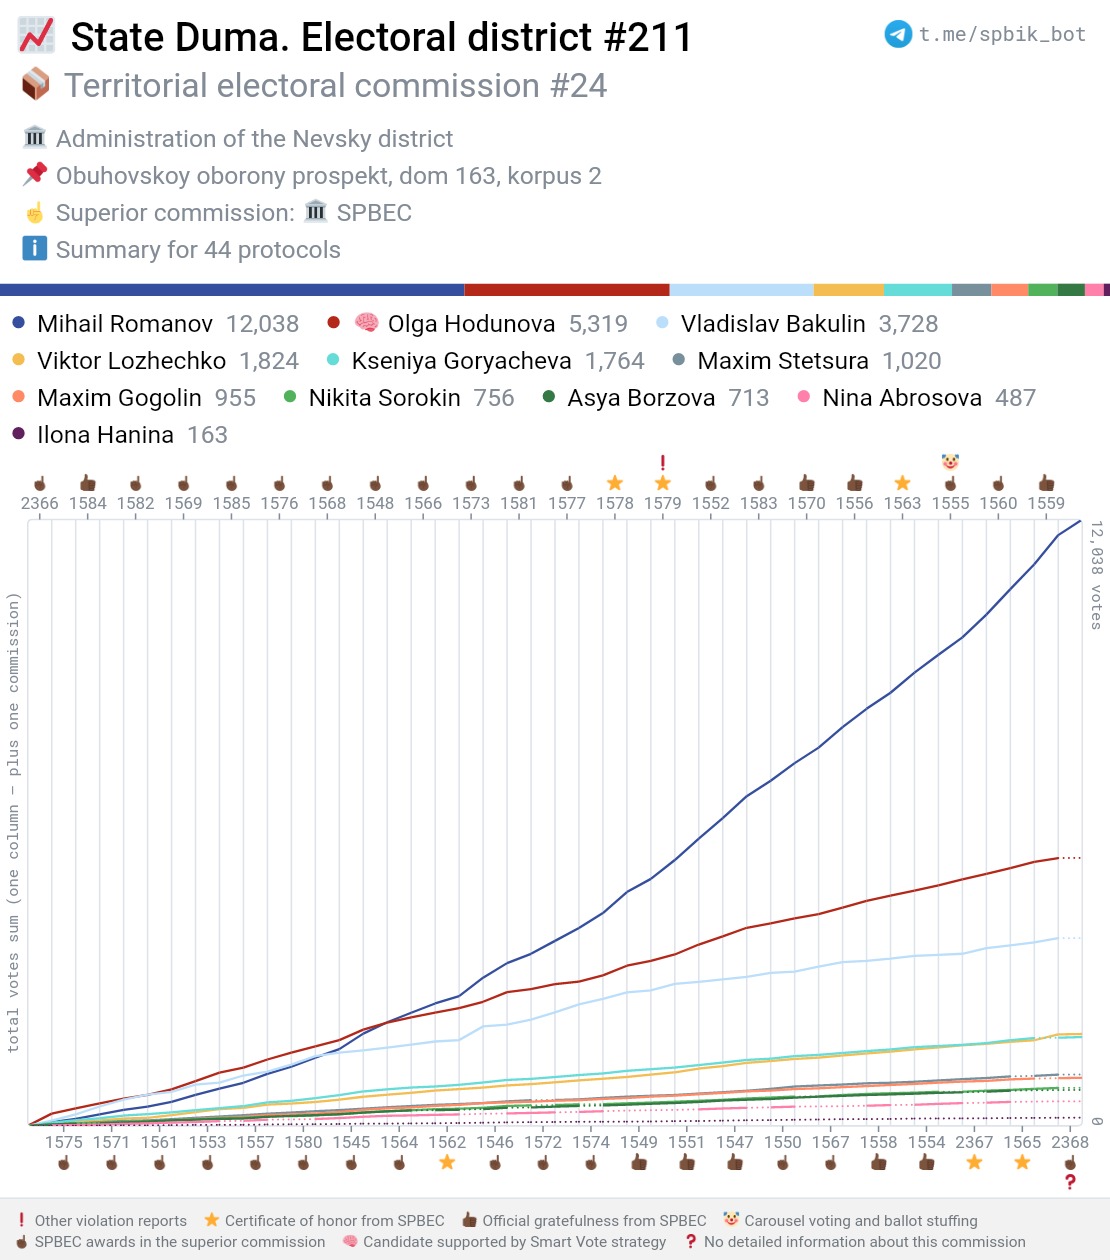 State Duma. Electoral district #211
t.me/spbik_bot
Territorial electoral commission #24
Administration of the Nevsky district
Obuhovskoy oborony prospekt, dom 163, korpus 2
Superior commission: SPBEC
Summary for 44 protocols
Mihail Romanov 12,038 Olga Hodunova 5,319 Vladislav Bakulin 3,728
Viktor Lozhechko 1,824 Kseniya Goryacheva 1,764 Maxim Stetsura 1,020
Maxim Gogolin 955 Nikita Sorokin 756 Asya Borzova 713 Nina Abrosova 487
Ilona Hanina 163
2366 1584 1582 1569 1585 1576 1568 1548 1566 1573 1581 1577 1578 1579 1552 1583 1570 1556 1563 1555 1560 1559
12,038 votes
total votes sum (one column – plus one commission)
0
1575 1571 1561 1553 1557 1580 1545 1564 1562 1546 1572 1574 1549 1551 1547 1550 1567 1558 1554 2367 1565 2368
Other violation reports Certificate of honor from SPBEC Official gratefulness from SPBEC Carousel voting and ballot stuffing
SPBEC awards in the superior commission Candidate supported by Smart Vote strategy No detailed information about this commission